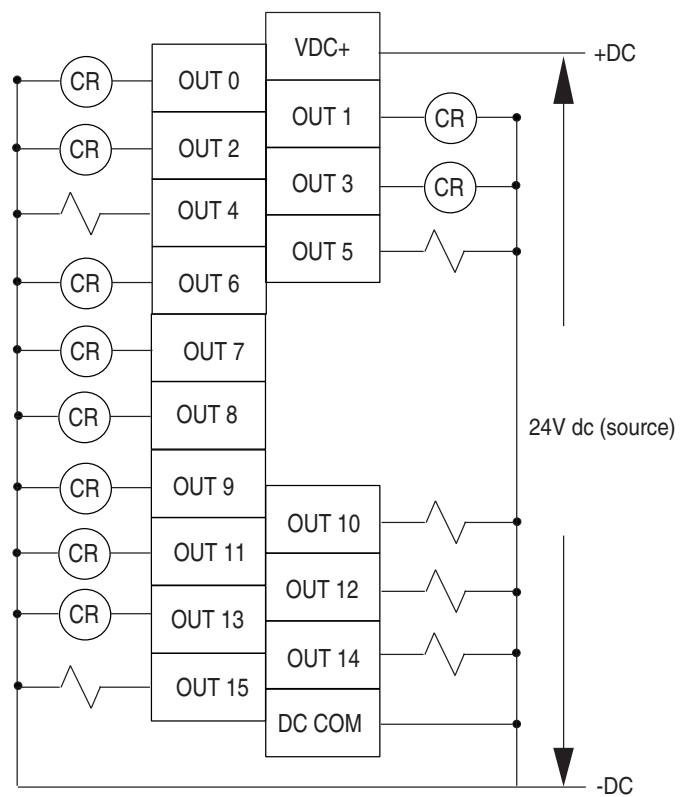 VDC+
+DC
CR OUT 0
OUT 1 CR
CR OUT 2
OUT 3 CR
OUT 4
OUT 5
CR OUT 6
CR OUT 7
CR OUT 8
24V dc (source)
CR OUT 9
OUT 10
CR OUT 11
OUT 12
CR OUT 13
OUT 14
OUT 15
DC COM
-DC